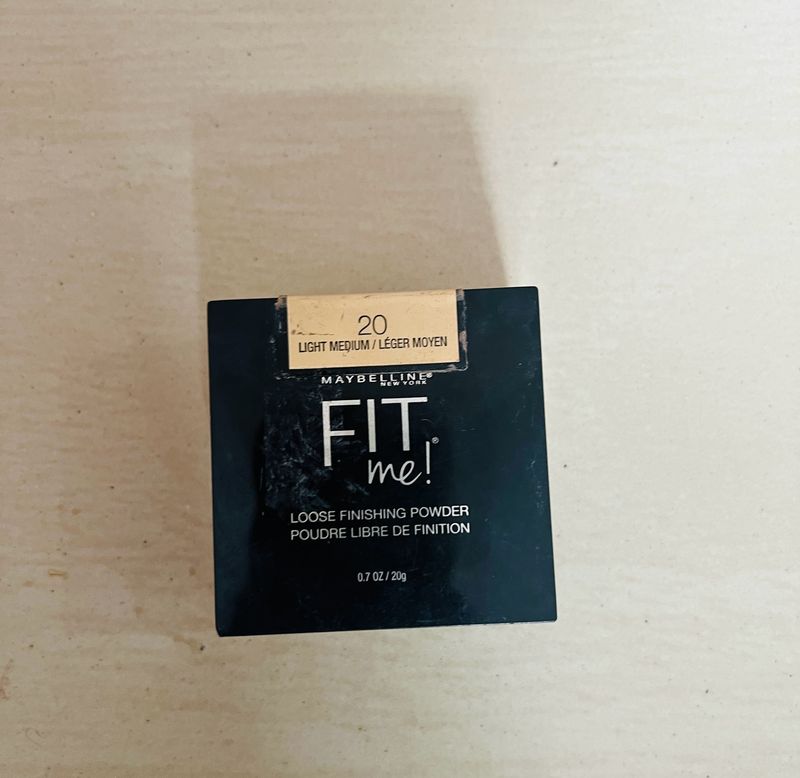 20
LIGHT MEDIUM / LÉGER MOYEN
MAYBELLINE®
NEW YORK
FIT
me!®
LOOSE FINISHING POWDER
POUDRE LIBRE DE FINITION
0.7 OZ / 20g